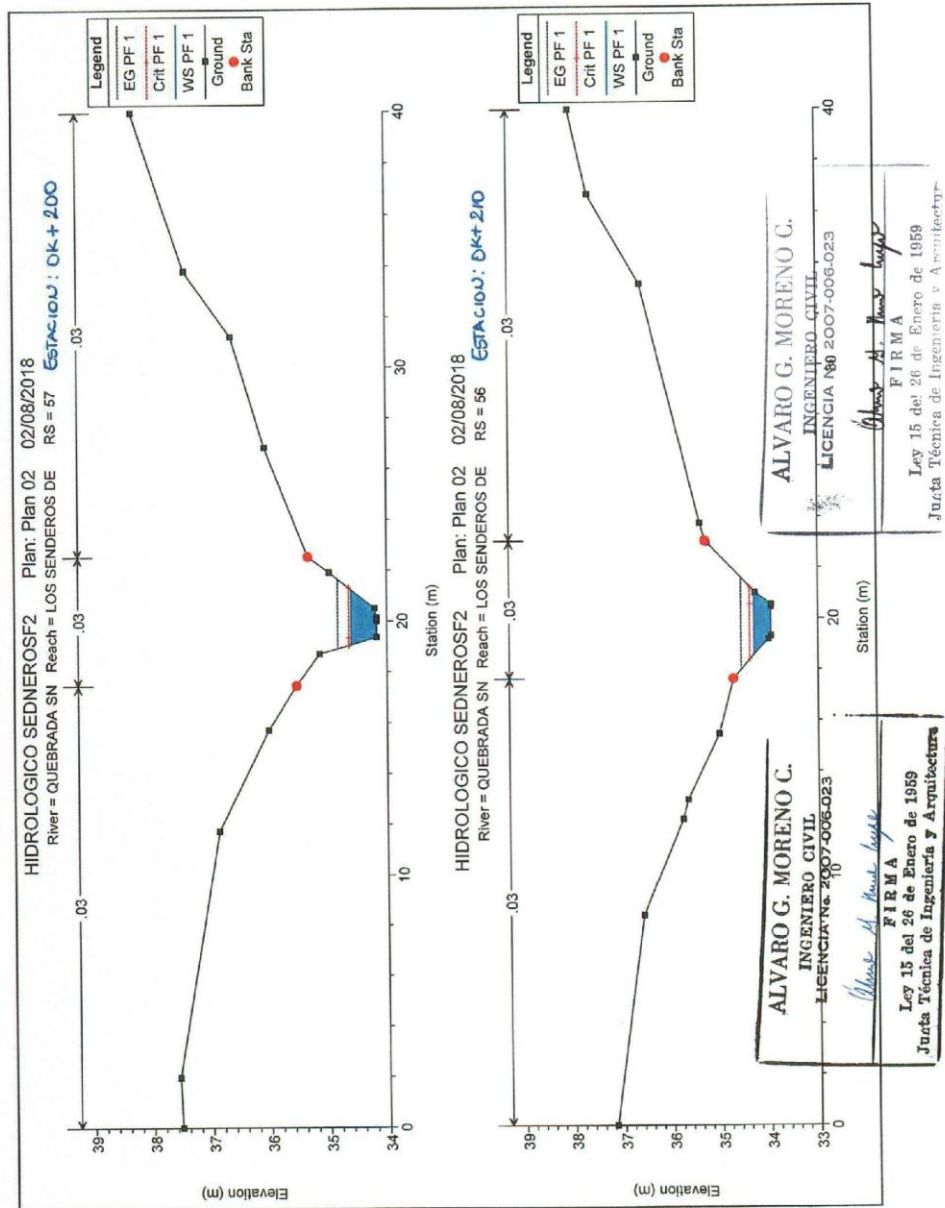 HIDROLOGICO SEDNEROSF2 Plan: Plan 02 02/08/2018
River = QUEBRADA SN Reach = LOS SENDEROS DE RS = 57 ESTACION: 0K+200
.03
.03
.03
Legend
EG PF 1
Crit PF 1
WS PF 1
Ground
Bank Sta
Elevation (m)
39
38
37
36
35
34
0
10
20
30
40
Station (m)
HIDROLOGICO SEDNEROSF2 Plan: Plan 02 02/08/2018
River = QUEBRADA SN Reach = LOS SENDEROS DE RS = 56 ESTACION: 0K+210
.03
.03
.03
Legend
EG PF 1
Crit PF 1
WS PF 1
Ground
Bank Sta
Elevation (m)
39
38
37
36
35
34
33
0
10
20
30
40
Station (m)
ALVARO G. MORENO C.
INGENIERO CIVIL
LICENCIA No. 2007-006-023
FIRMA
Ley 15 del 26 de Enero de 1959
Junta Técnica de Ingeniería y Arquitectura
ALVARO G. MORENO C.
INGENIERO CIVIL
LICENCIA No. 2007-006-023
FIRMA
Ley 15 del 26 de Enero de 1959
Junta Técnica de Ingeniería y Arquitectur